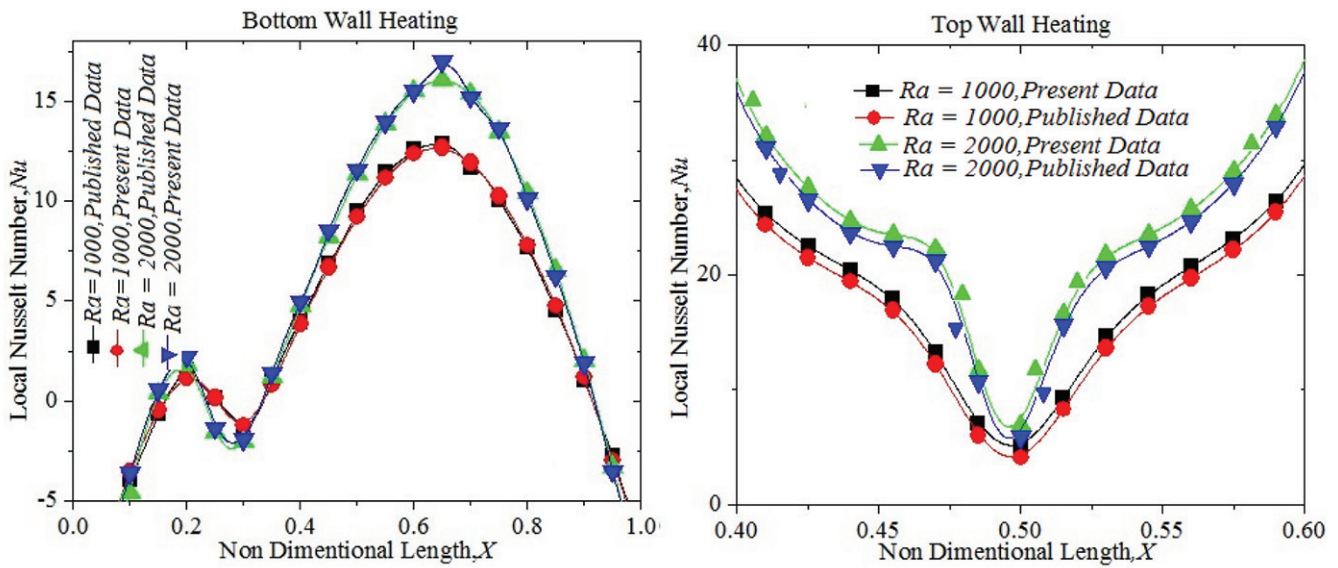 Bottom Wall Heating
Local Nusselt Number,Nu
15
10
5
0
-5
0.0
0.2
0.4
0.6
0.8
1.0
Non Dimentional Length,X
Ra= 1000,Published Data
Ra=1000,Present Data
Ra = 2000,Published Data
Ra = 2000,Present Data
Top Wall Heating
Local Nusselt Number,Nu
40
20
0
0.40
0.45
0.50
0.55
0.60
Non Dimentional Length,X
Ra = 1000,Present Data
Ra = 1000,Published Data
Ra = 2000,Present Data
Ra = 2000,Published Data